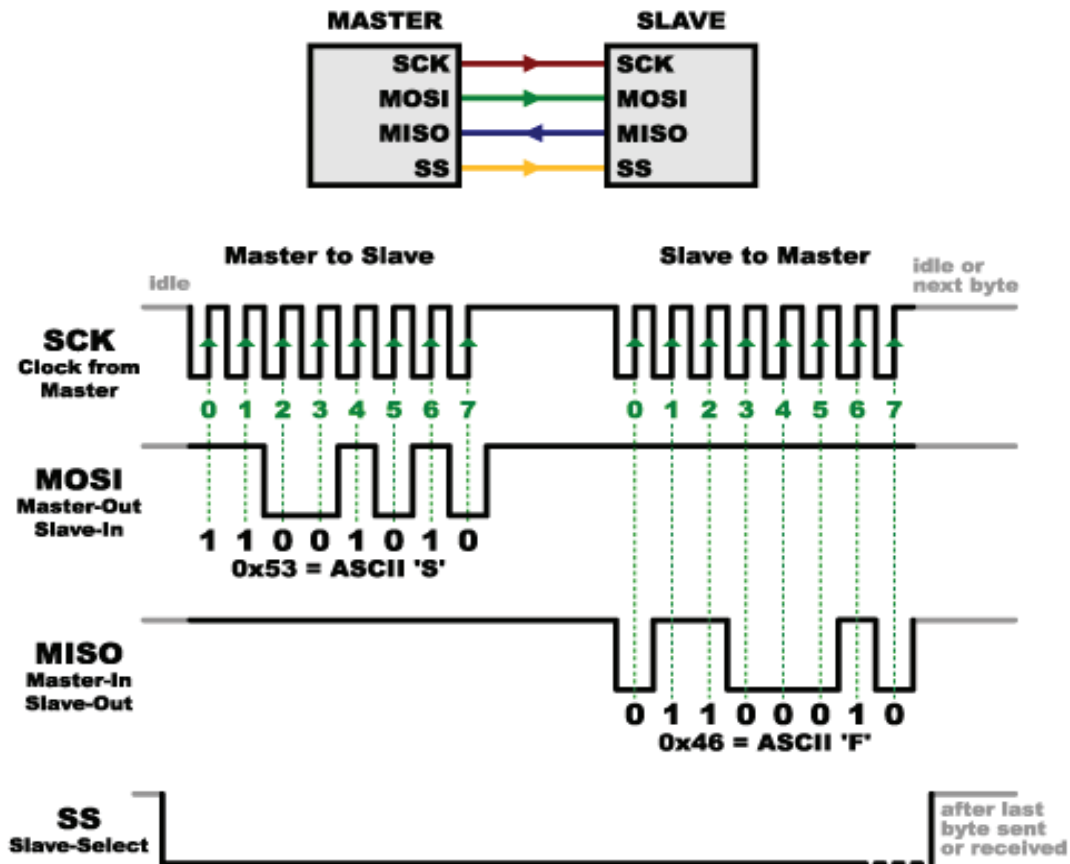 MASTER SLAVE
SCK SCK
MOSI MOSI
MISO MISO
SS SS
Master to Slave Slave to Master
idle
idle or
next byte
SCK
Clock from
Master
0 1 2 3 4 5 6 7 0 1 2 3 4 5 6 7
MOSI
Master-Out
Slave-In
1 1 0 0 1 0 1 0
0x53 = ASCII 'S'
MISO
Master-In
Slave-Out
0 1 1 0 0 0 1 0
0x46 = ASCII 'F'
SS
Slave-Select
after last
byte sent
or received